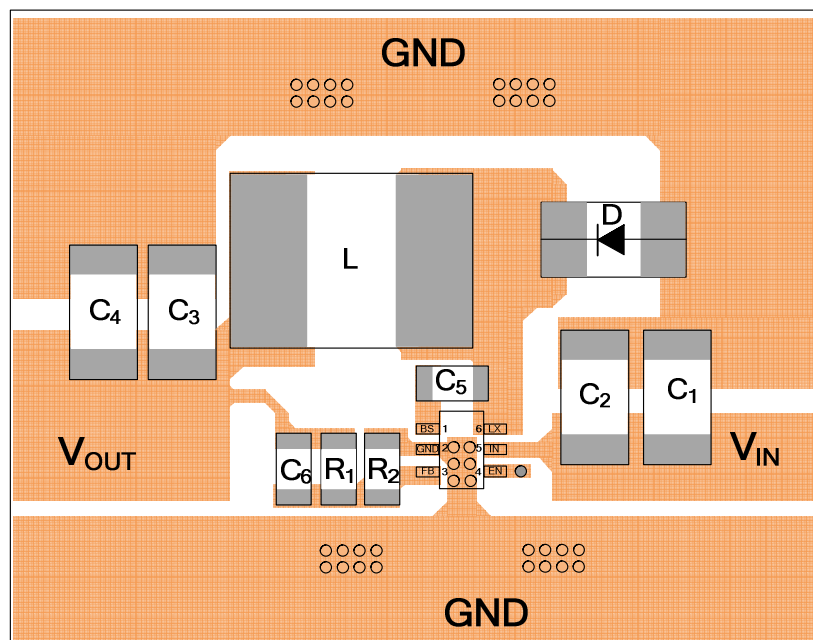 GND
D
L
C4 C3
C5
C2 C1
BS 1 6 LX
VOUT
GND 2 5 IN
VIN
C6 R1 R2
FB 3 4 EN
GND